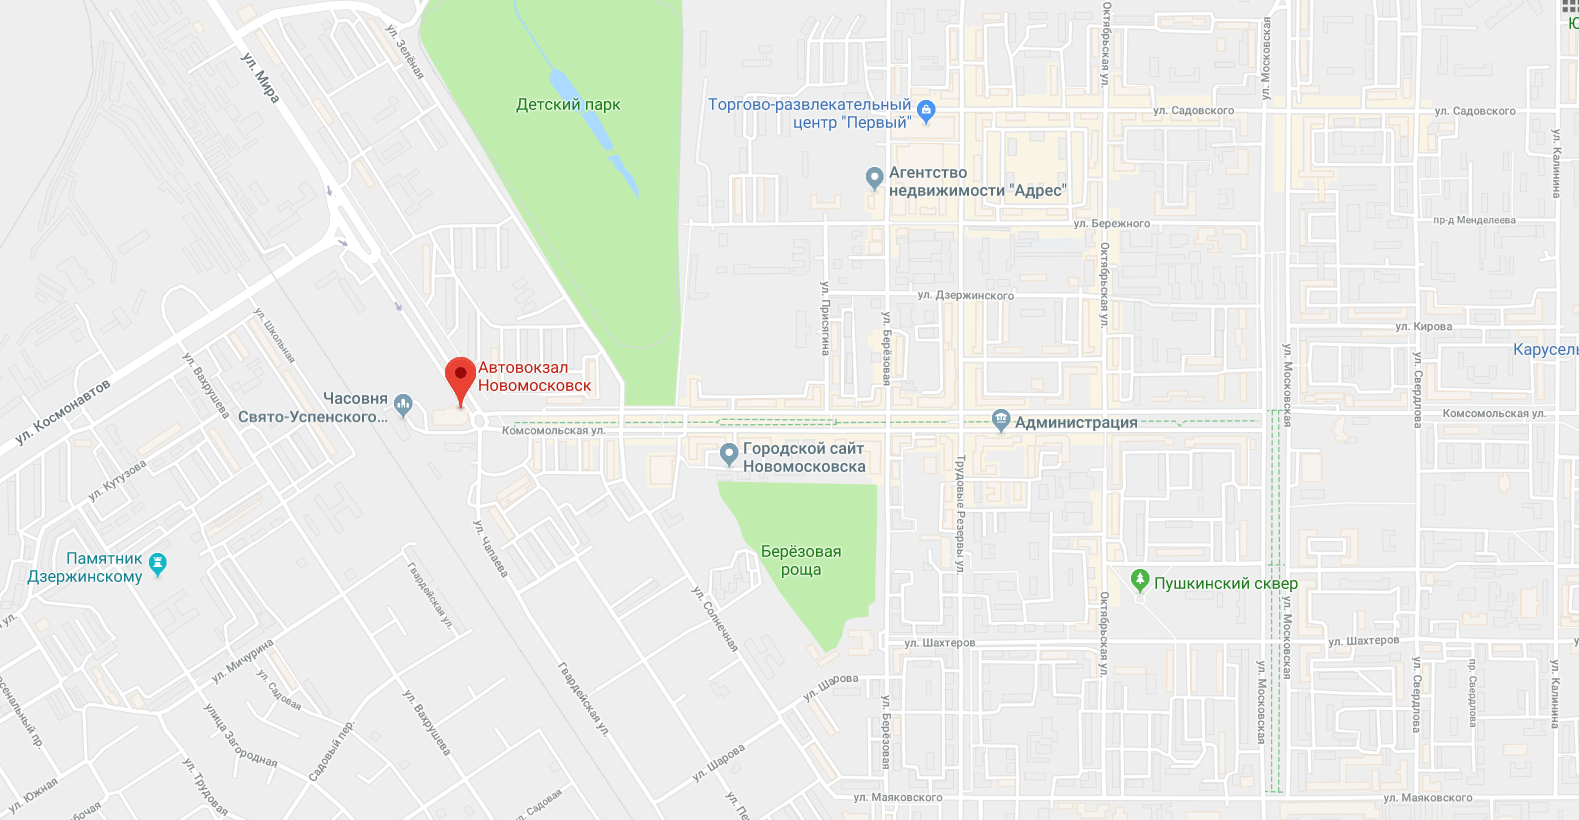 Ю
ул. Зелёная
Октябрьская ул.
ул. Московская
ул. Мира
Детский парк
Торгово-развлекательный
центр "Первый"
ул. Садовского
ул. Садовского
ул. Калинина
Агентство
недвижимости "Адрес"
ул. Бережного
пр-д Менделеева
Октябрьская ул.
ул. Дзержинского
ул. Присягина
ул. Берёзовая
ул. Школьная
ул. Кирова
Карусель
ул. Вахрушева
ул. Московская
ул. Свердлова
Автовокзал
Новомосковск
ул. Космонавтов
Часовня
Свято-Успенского...
Комсомольская ул.
Комсомольская ул.
Администрация
Городской сайт
Новомосковска
ул. Кутузова
Трудовые Резервы ул.
ул. Чапаева
Памятник
Дзержинскому
Берёзовая
роща
Гвардейская ул.
Пушкинский сквер
ул. Солнечная
Октябрьская ул.
ул. Московская
ул. Шахтеров
ул. Шахтеров
ул. Мичурина
ул. Садовая
ул. Шарова
Гвардейская ул.
ул. Вахрушева
ул. Берёзовая
ул. Московская
ул. Свердлова
пр. Свердлова
ул. Калинина
улица Загородная
Садовый пер.
ул. Шарова
ул. Трудовая
ул. Южная
ул. Садовая
ул. Маяковского
ул. Маяковского